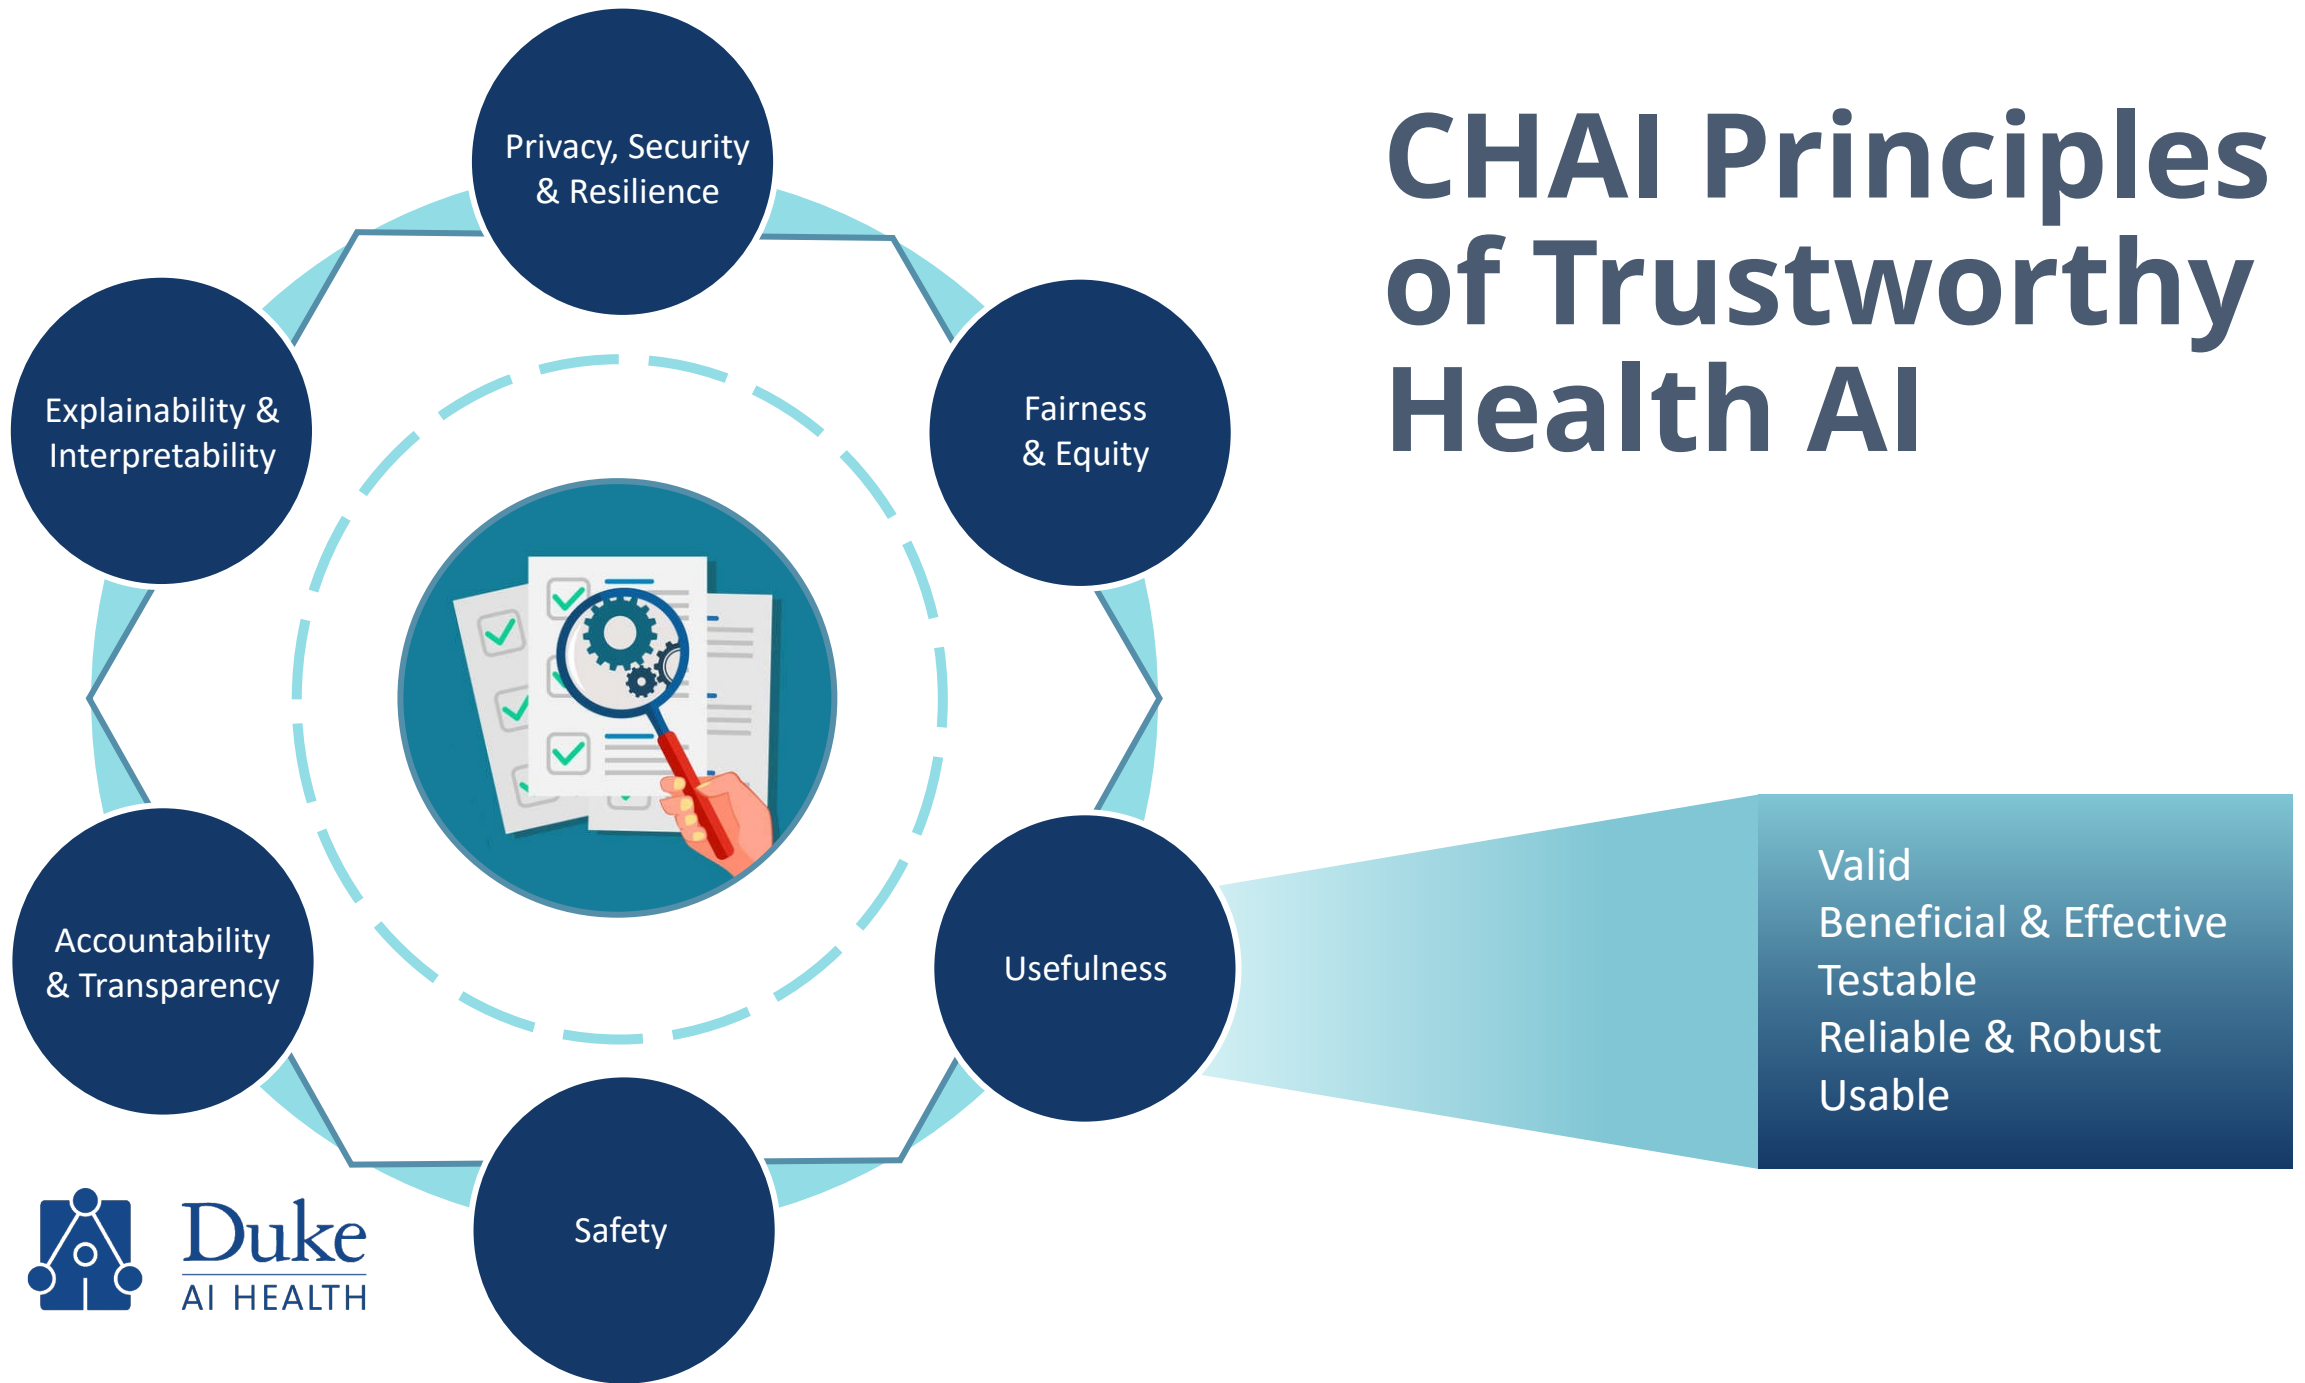 CHAI Principles
of Trustworthy
Health AI
Privacy, Security
& Resilience
Fairness
& Equity
Usefulness
Safety
Accountability
& Transparency
Explainability &
Interpretability
Valid
Beneficial & Effective
Testable
Reliable & Robust
Usable
Duke
AI HEALTH